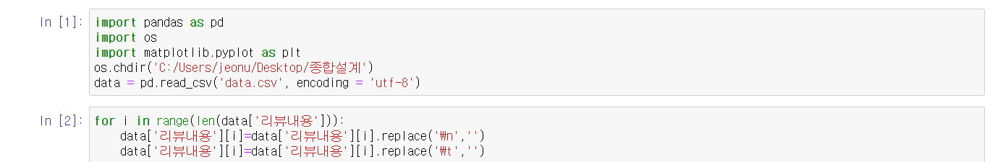 In [1]: import pandas as pd
import os
import matplotlib.pyplot as plt
os.chdir('C:/Users/jeonu/Desktop/종합설계')
data = pd.read_csv('data.csv', encoding = 'utf-8')
In [2]: for i in range(len(data['리뷰내용'])):
    data['리뷰내용'][i]=data['리뷰내용'][i].replace('₩n','')
    data['리뷰내용'][i]=data['리뷰내용'][i].replace('₩t','')